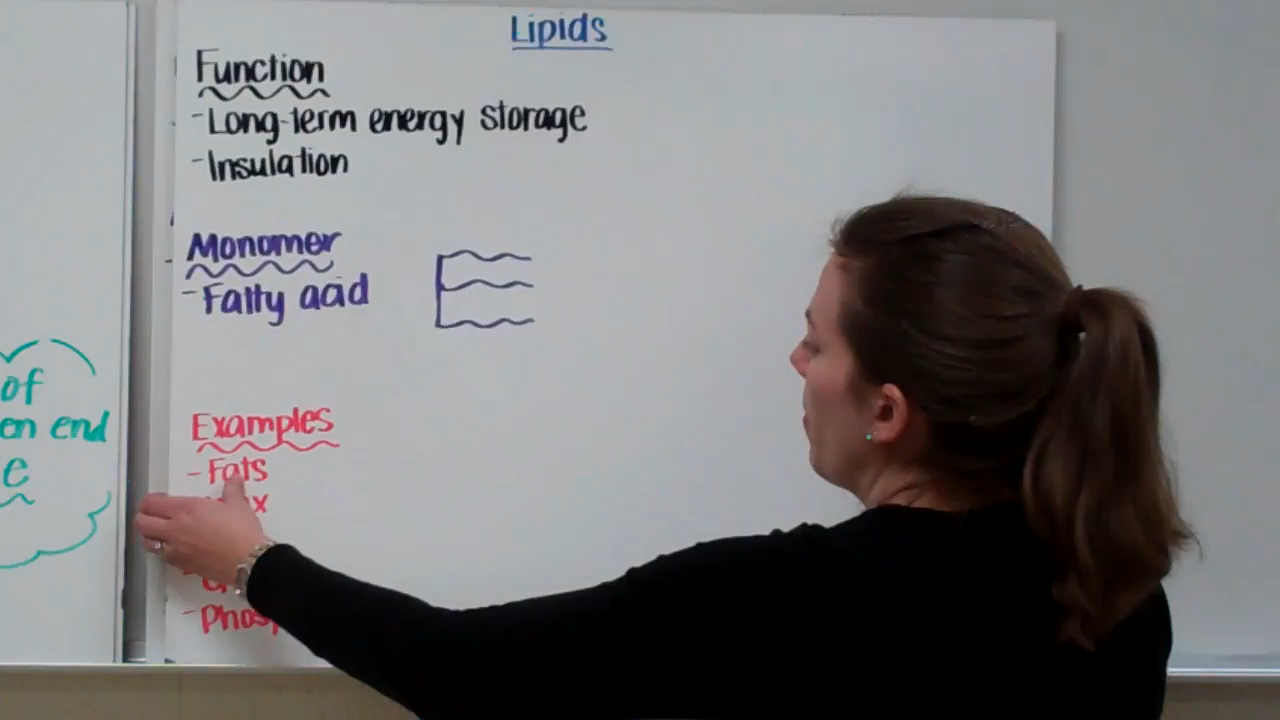 Lipids
Function
-Long-term energy storage
-Insulation
Monomer
-Fatty acid
Examples
-Fats
of
en end
e